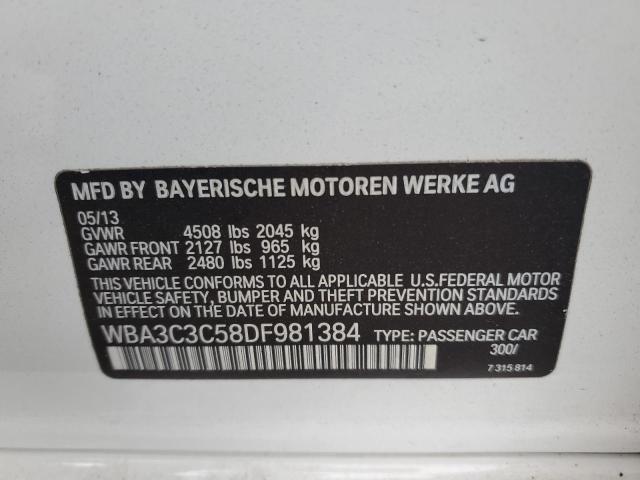 MFD BY BAYERISCHE MOTOREN WERKE AG
05/13
GVWR 4508 lbs 2045 kg
GAWR FRONT 2127 lbs 965 kg
GAWR REAR 2480 lbs 1125 kg
THIS VEHICLE CONFORMS TO ALL APPLICABLE U.S.FEDERAL MOTOR
VEHICLE SAFETY, BUMPER AND THEFT PREVENTION STANDARDS
IN EFFECT ON THE DATE OF MANUFACTURE SHOWN ABOVE.
WBA3C3C58DF981384 TYPE: PASSENGER CAR
300/
7 315 814